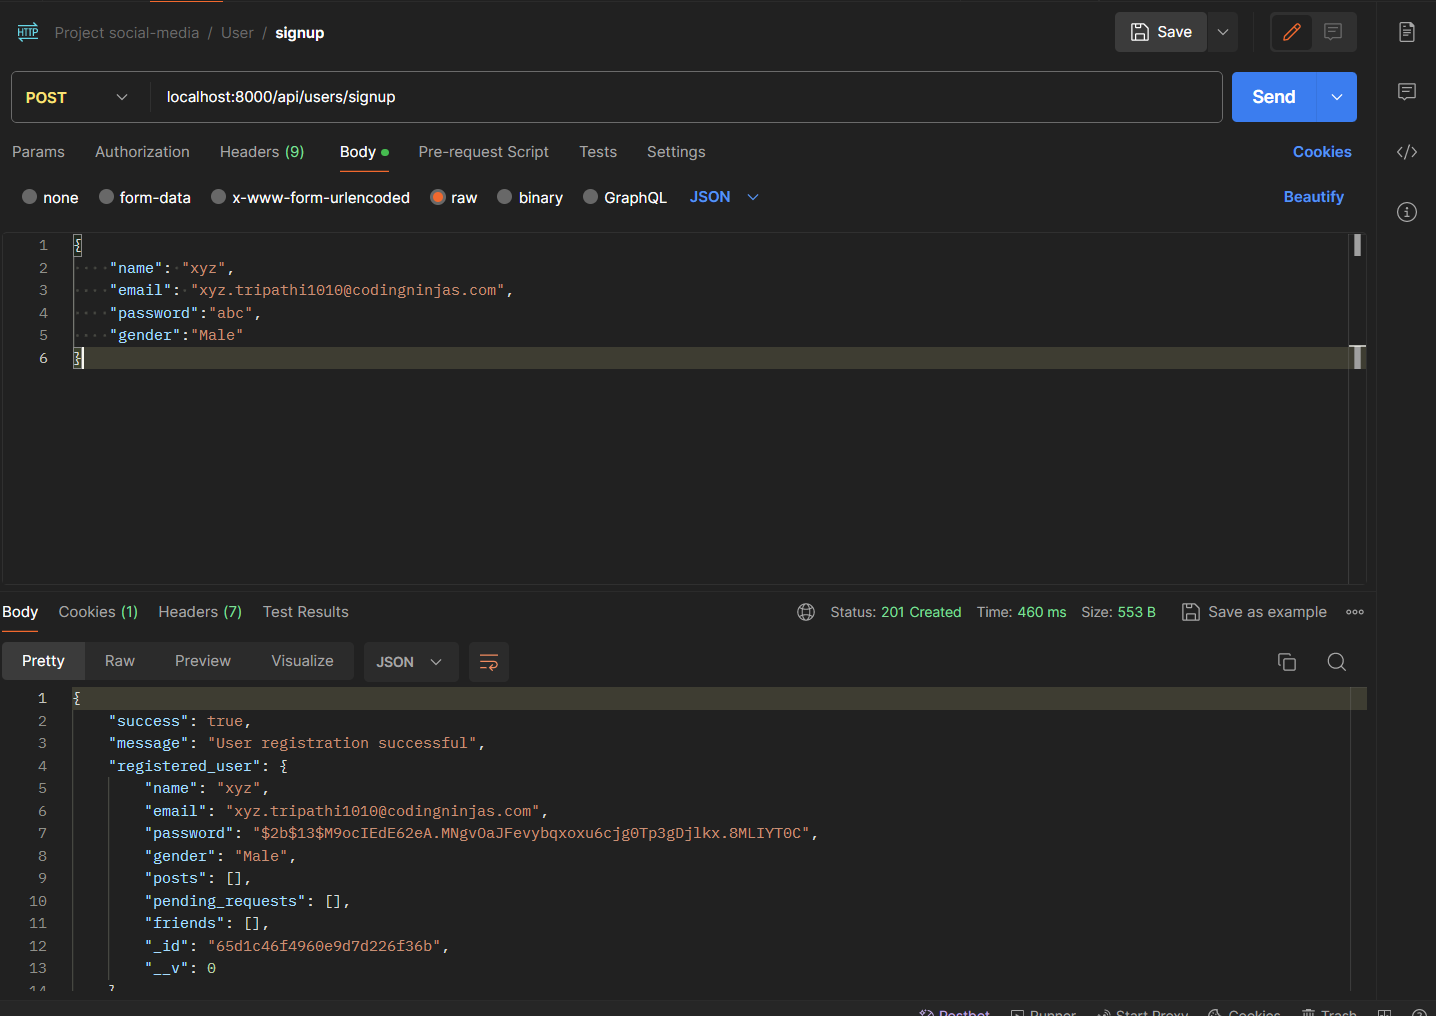 HTTP Project social-media / User / signup Save
POST localhost:8000/api/users/signup Send
Params Authorization Headers (9) Body Pre-request Script Tests Settings Cookies
none form-data x-www-form-urlencoded raw binary GraphQL JSON Beautify
1 {
2 "name": "xyz",
3 "email": "xyz.tripathi1010@codingninjas.com",
4 "password":"abc",
5 "gender":"Male"
6 }
Body Cookies (1) Headers (7) Test Results Status: 201 Created Time: 460 ms Size: 553 B Save as example
Pretty Raw Preview Visualize JSON
1 {
2 "success": true,
3 "message": "User registration successful",
4 "registered_user": {
5 "name": "xyz",
6 "email": "xyz.tripathi1010@codingninjas.com",
7 "password": "$2b$13$M9ocIEdE62eA.MNgvOaJFevybqxoxu6cjg0Tp3gDjlkx.8MLIYT0C",
8 "gender": "Male",
9 "posts": [],
10 "pending_requests": [],
11 "friends": [],
12 "_id": "65d1c46f4960e9d7d226f36b",
13 "__v": 0
14 }
Postbot Runner Start Proxy Cookies Trash